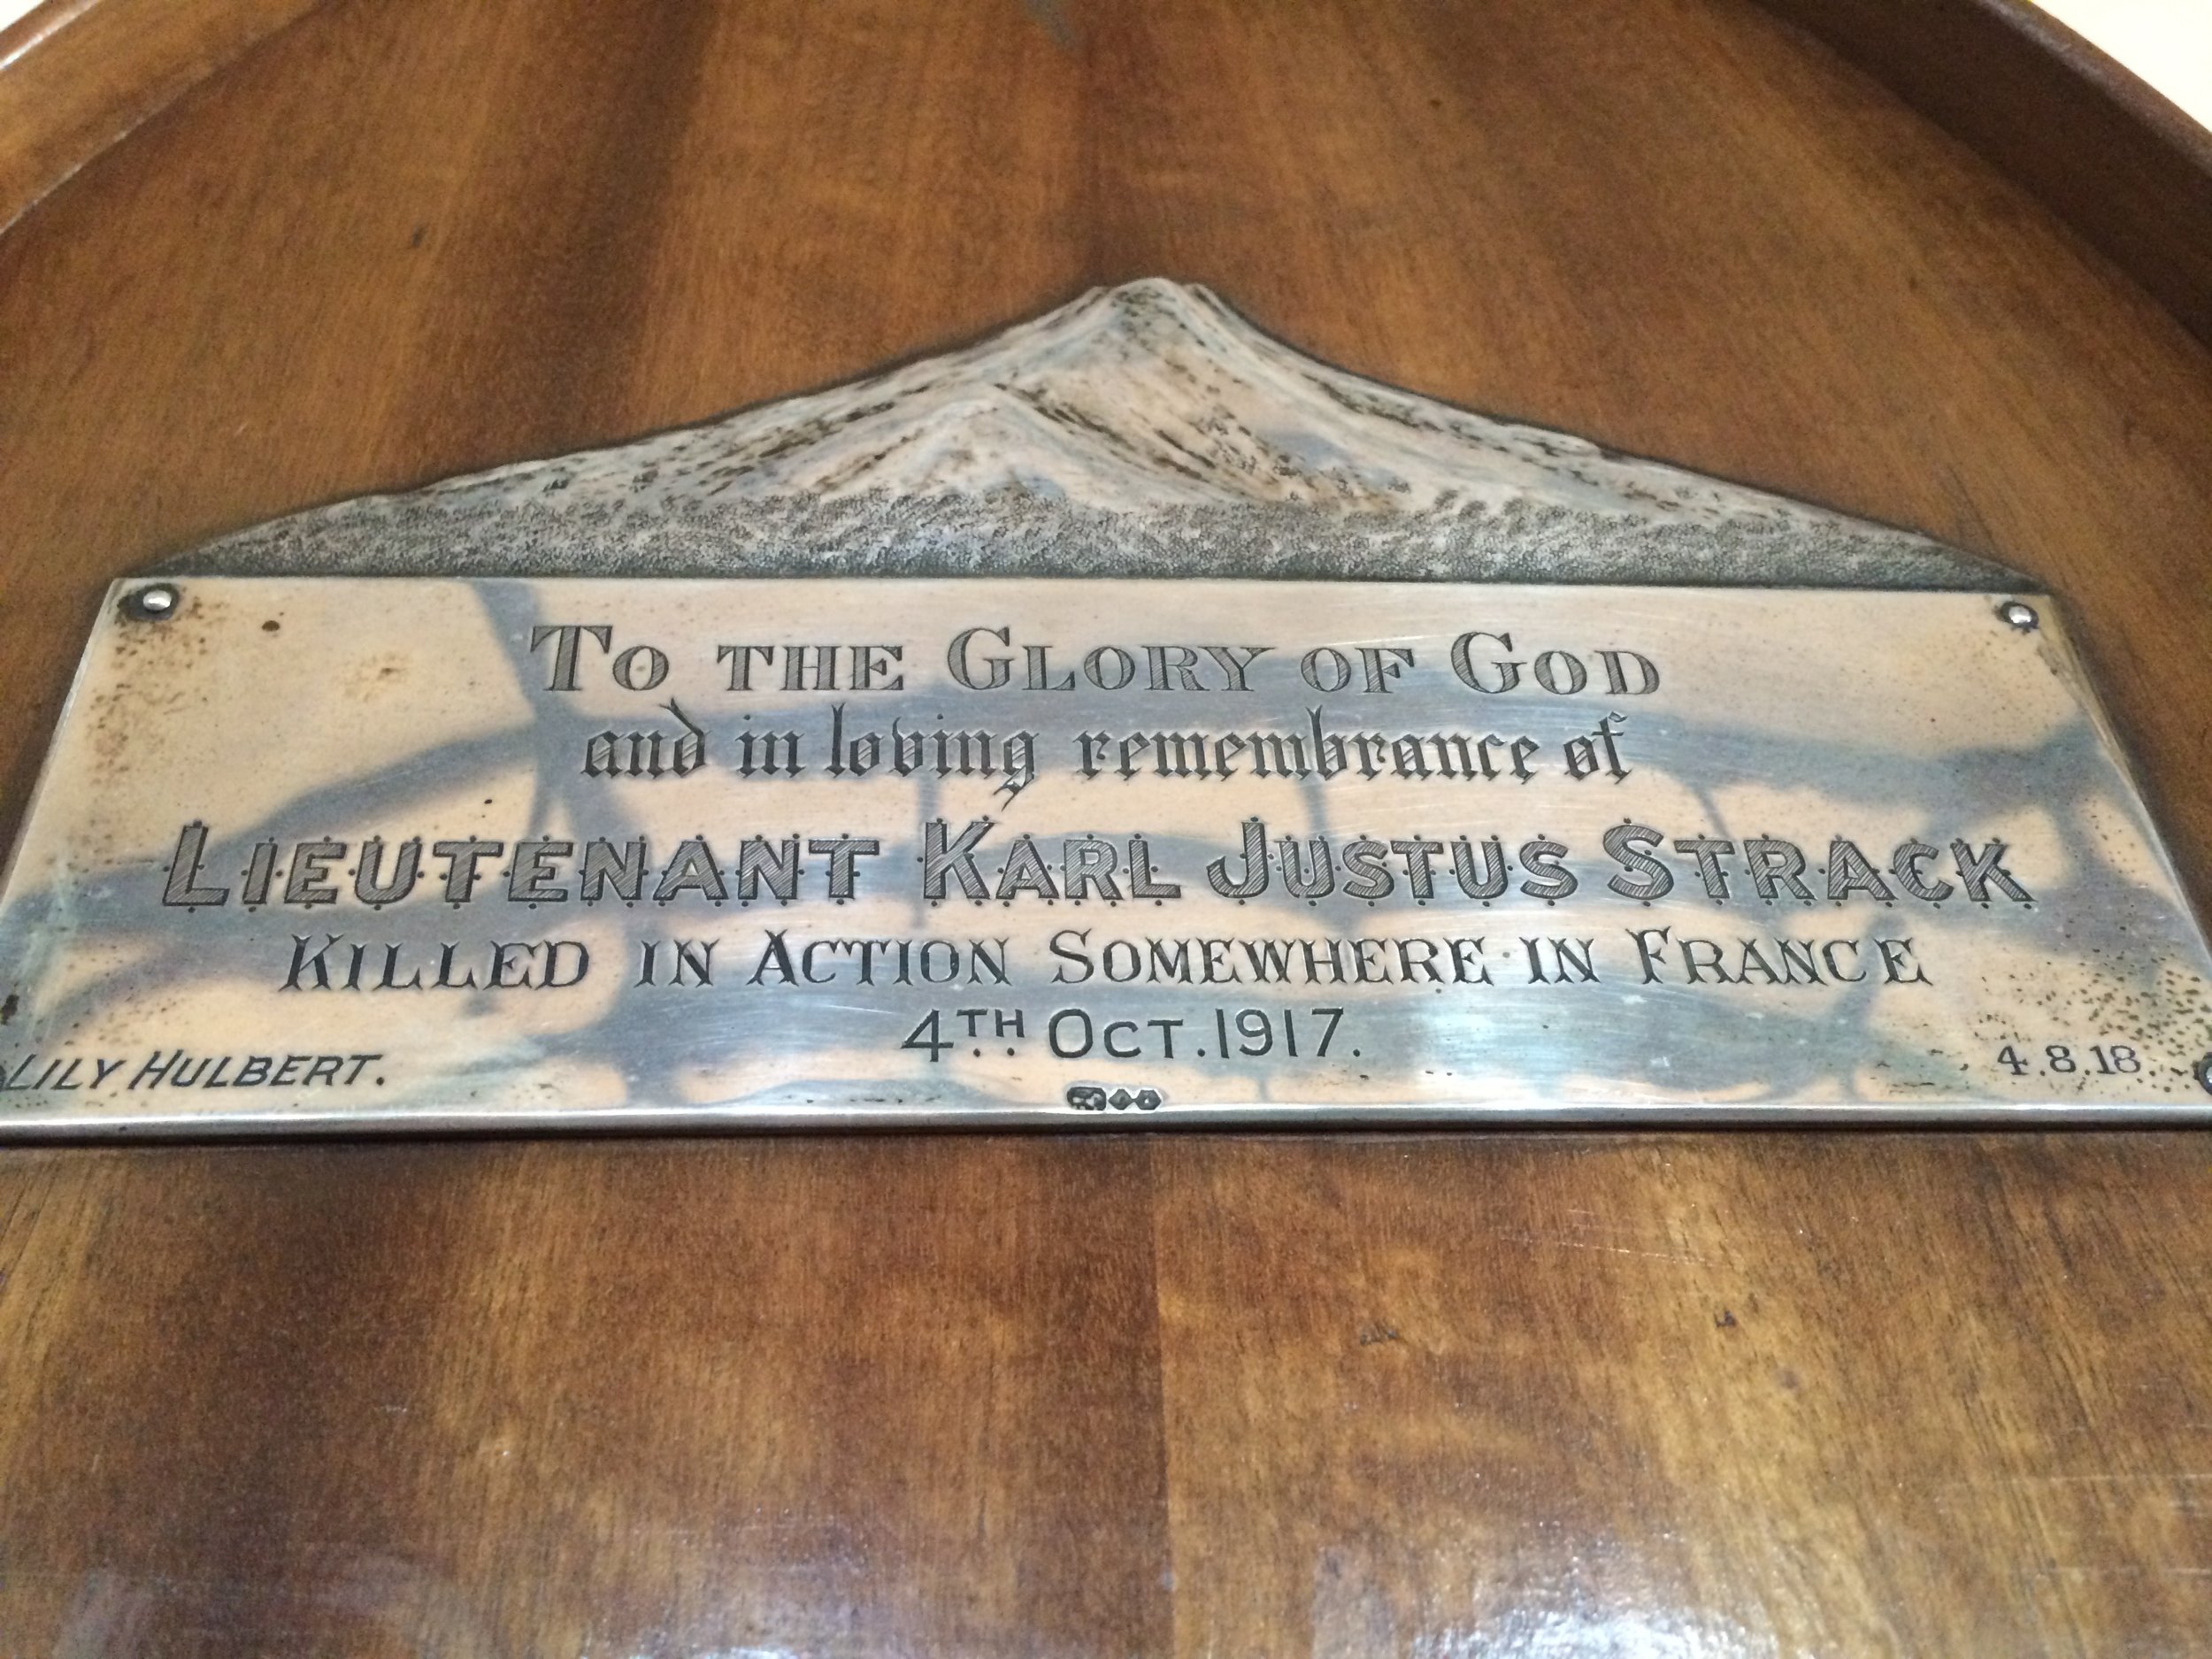 To the Glory of God
and in loving remembrance of
Lieutenant Karl Justus Strack
Killed in Action Somewhere in France
4TH Oct. 1917.
Lily Hulbert.
4.8.18.